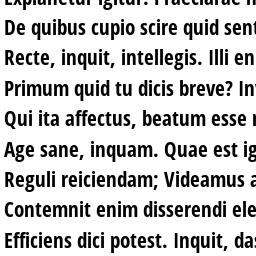 Explanetur igitur. Praeclarae
De quibus cupio scire quid sent
Recte, inquit, intellegis. Illi en
Primum quid tu dicis breve? In
Qui ita affectus, beatum esse
Age sane, inquam. Quae est ig
Reguli reiciendam; Videamus a
Contemnit enim disserendi ele
Efficiens dici potest. Inquit, das